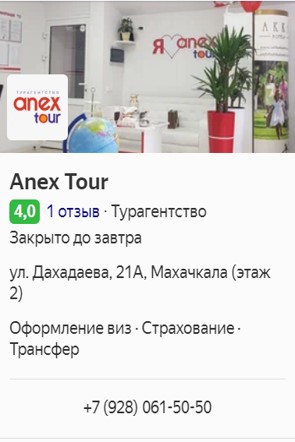 Я anex
tour
ТУРАГЕНТСТВО
anex
tour
Anex Tour
4,0 1 отзыв · Турагентство
Закрыто до завтра
ул. Дахадаева, 21А, Махачкала (этаж
2)
Оформление виз · Страхование ·
Трансфер
+7 (928) 061-50-50